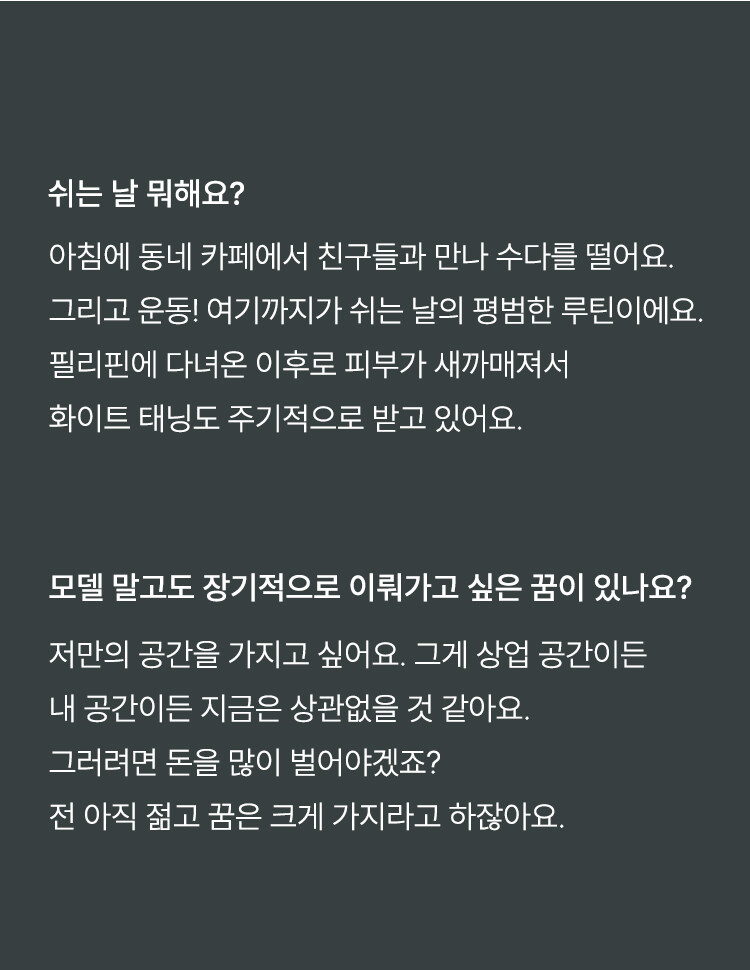 쉬는 날 뭐해요?
아침에 동네 카페에서 친구들과 만나 수다를 떨어요.
그리고 운동! 여기까지가 쉬는 날의 평범한 루틴이에요.
필리핀에 다녀온 이후로 피부가 새까매져서
화이트 태닝도 주기적으로 받고 있어요.
모델 말고도 장기적으로 이뤄가고 싶은 꿈이 있나요?
저만의 공간을 가지고 싶어요. 그게 상업 공간이든
내 공간이든 지금은 상관없을 것 같아요.
그러려면 돈을 많이 벌어야겠죠?
전 아직 젊고 꿈은 크게 가지라고 하잖아요.